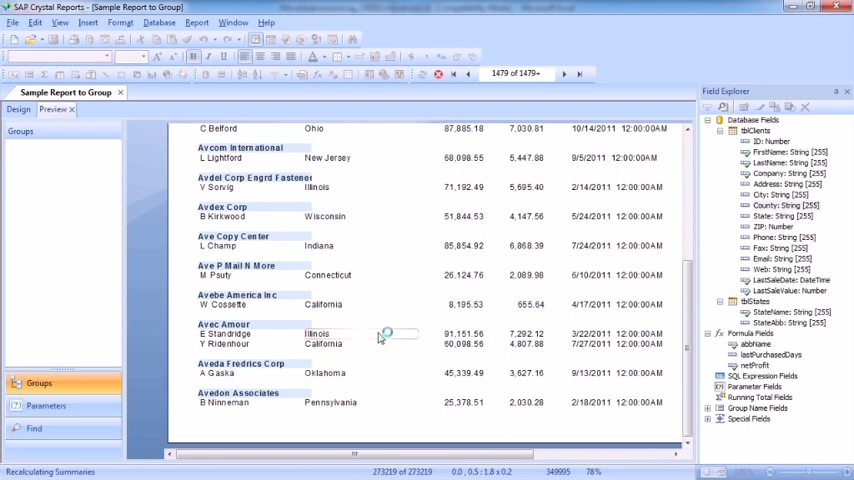 SAP Crystal Reports - [Sample Report to Group]
File Edit View Insert Format Database Report Window Help
1479 of 1479+
Sample Report to Group
Design Preview
Groups
C Belford Ohio 87,885.18 7,030.81 10/14/2011 12:00:00AM
Avcom International
L Lightford New Jersey 68,098.55 5,447.88 9/5/2011 12:00:00AM
Avdel Corp Engrd Fastener
V Sorvig Illinois 71,192.49 5,695.40 2/14/2011 12:00:00AM
Avdex Corp
B Kirkwood Wisconsin 51,844.53 4,147.56 5/24/2011 12:00:00AM
Ave Copy Center
L Champ Indiana 85,854.92 6,868.39 7/24/2011 12:00:00AM
Ave P Mail N More
M Psuty Connecticut 26,124.76 2,089.98 6/10/2011 12:00:00AM
Avebe America Inc
W Cossette California 8,195.53 655.64 4/17/2011 12:00:00AM
Avec Amour
E Standridge Illinois 91,151.56 7,292.12 3/22/2011 12:00:00AM
Y Ridenhour California 60,098.56 4,807.88 7/27/2011 12:00:00AM
Aveda Fredrics Corp
A Gaska Oklahoma 45,339.49 3,627.16 9/13/2011 12:00:00AM
Avedon Associates
B Ninneman Pennsylvania 25,378.51 2,030.28 2/18/2011 12:00:00AM
Groups
Parameters
Find
Field Explorer
Database Fields
tblClients
ID: Number
FirstName: String [255]
LastName: String [255]
Company: String [255]
Address: String [255]
City: String [255]
County: String [255]
State: String [255]
ZIP: Number
Phone: String [255]
Fax: String [255]
Email: String [255]
Web: String [255]
LastSaleDate: DateTime
LastSaleValue: Number
tblStates
StateName: String [255]
StateAbb: String [255]
Formula Fields
abbName
lastPurchasedDays
netProfit
SQL Expression Fields
Parameter Fields
Running Total Fields
Group Name Fields
Special Fields
Recalculating Summaries 273219 of 273219 0.0 , 0.5 : 1.8 x 0.2 349995 78% 100%